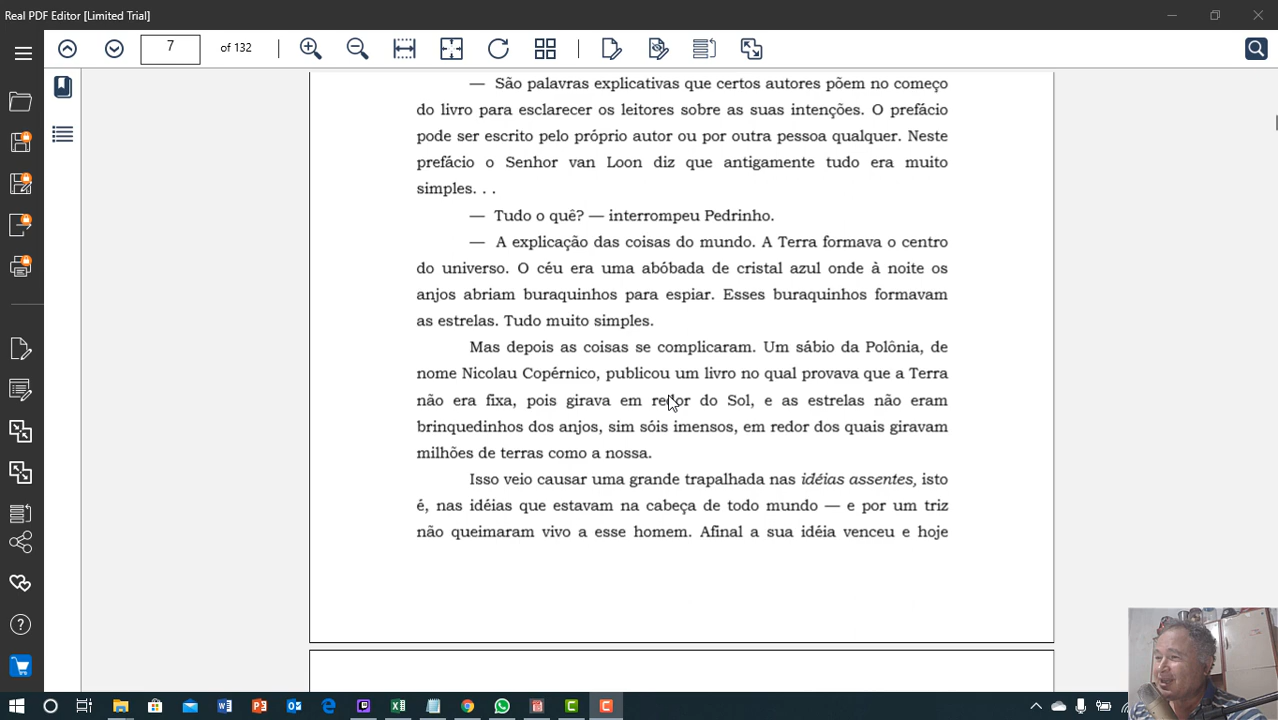 Real PDF Editor [Limited Trial]
7 of 132
— São palavras explicativas que certos autores põem no começo
do livro para esclarecer os leitores sobre as suas intenções. O prefácio
pode ser escrito pelo próprio autor ou por outra pessoa qualquer. Neste
prefácio o Senhor van Loon diz que antigamente tudo era muito
simples. . .
— Tudo o quê? — interrompeu Pedrinho.
— A explicação das coisas do mundo. A Terra formava o centro
do universo. O céu era uma abóbada de cristal azul onde à noite os
anjos abriam buraquinhos para espiar. Esses buraquinhos formavam
as estrelas. Tudo muito simples.
Mas depois as coisas se complicaram. Um sábio da Polônia, de
nome Nicolau Copérnico, publicou um livro no qual provava que a Terra
não era fixa, pois girava em redor do Sol, e as estrelas não eram
brinquedinhos dos anjos, sim sóis imensos, em redor dos quais giravam
milhões de terras como a nossa.
Isso veio causar uma grande trapalhada nas idéias assentes, isto
é, nas idéias que estavam na cabeça de todo mundo — e por um triz
não queimaram vivo a esse homem. Afinal a sua idéia venceu e hoje